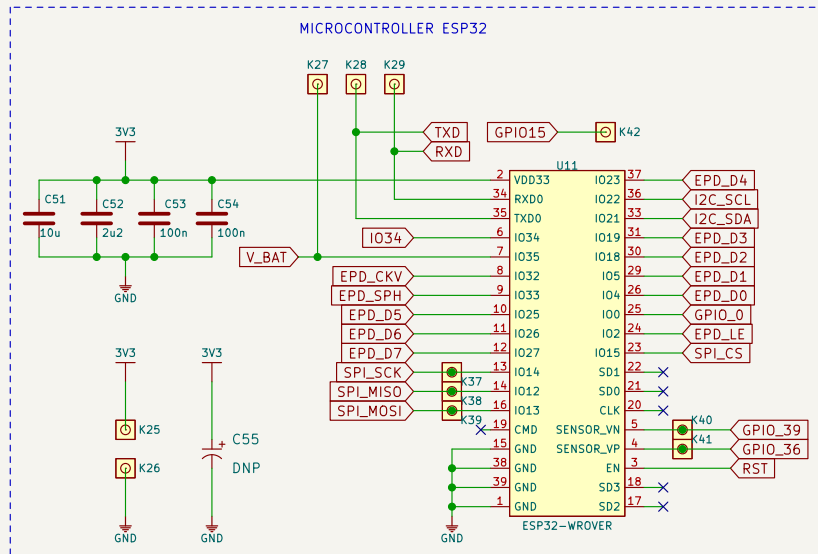 MICROCONTROLLER ESP32
K27 K28 K29
3V3
TXD
GPIO15 K42
RXD
U11
C51 10u
C52 2u2
C53 100n
C54 100n
GND
V_BAT
IO34
2 VDD33 IO23 37 EPD_D4
34 RXD0 IO22 36 I2C_SCL
35 TXD0 IO21 33 I2C_SDA
6 IO34 IO19 31 EPD_D3
7 IO35 IO18 30 EPD_D2
EPD_CKV 8 IO32 IO5 29 EPD_D1
EPD_SPH 9 IO33 IO4 26 EPD_D0
EPD_D5 10 IO25 IO0 25 GPIO_0
EPD_D6 11 IO26 IO2 24 EPD_LE
EPD_D7 12 IO27 IO15 23 SPI_CS
SPI_SCK K37 13 IO14 SD1 22
SPI_MISO K38 14 IO12 SD0 21
SPI_MOSI K39 16 IO13 CLK 20
19 CMD SENSOR_VN 5 K40 GPIO_39
15 GND SENSOR_VP 4 K41 GPIO_36
38 GND EN 3 RST
39 GND SD3 18
1 GND SD2 17
GND
ESP32-WROVER
3V3 3V3
K25
K26
C55
DNP
GND GND